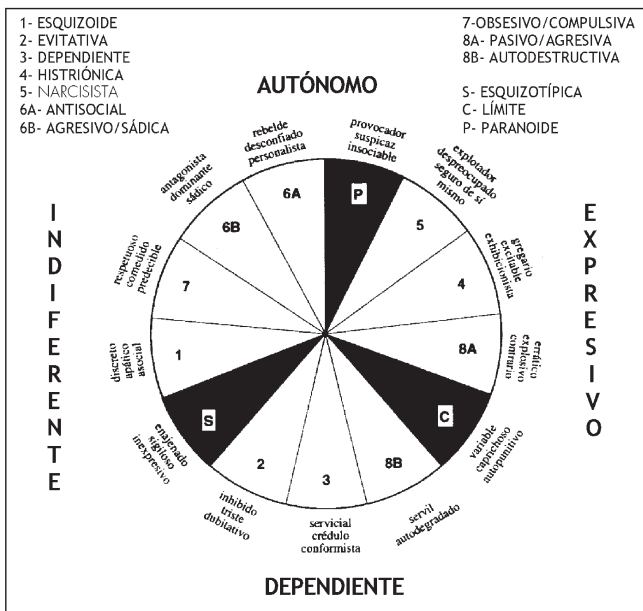 1- ESQUIZOIDE
2- EVITATIVA
3- DEPENDIENTE
4- HISTRIÓNICA
5- NARCISISTA
6A- ANTISOCIAL
6B- AGRESIVO/SÁDICA
7-OBSESIVO/COMPULSIVA
8A- PASIVO/AGRESIVA
8B- AUTODESTRUCTIVA
S- ESQUIZOTÍPICA
C- LÍMITE
P- PARANOIDE
AUTÓNOMO
rebelde
desconfiado
personalista
provocador
suspicaz
insociable
explotador
despreocupado
seguro de sí
mismo
gregario
excitable
exhibicionista
errático
explosivo
contrario
variable
caprichoso
autopunitivo
servil
autodegradado
servicial
crédulo
conformista
inhibido
triste
dubitativo
enajenado
sigiloso
inexpresivo
discreto
apático
asocial
respetuoso
comedido
predecible
antagonista
dominante
sádico
6A
P
5
4
8A
C
8B
3
2
S
1
7
6B
INDIFERENTE
EXPRESIVO
DEPENDIENTE